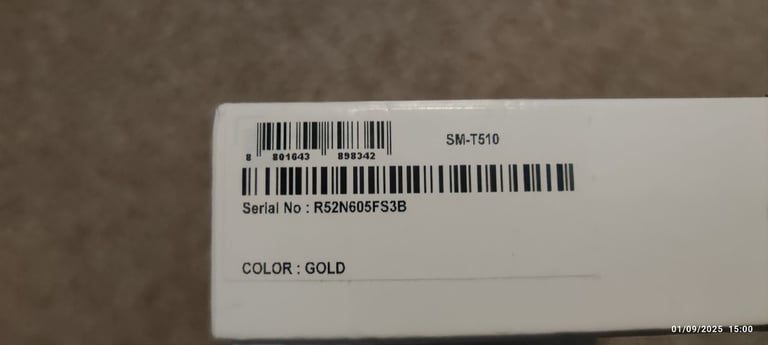 SM-T510
8 801643 898342
Serial No : R52N605FS3B
COLOR : GOLD
01/09/2025 15:00